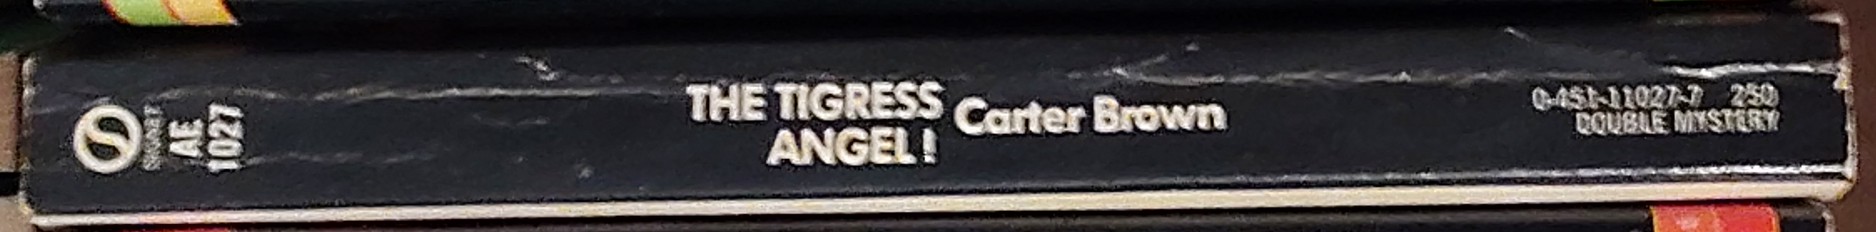 SIGNET
AE
1027
THE TIGRESS
ANGEL!
Carter Brown
0-451-11027-7 250
DOUBLE MYSTERY